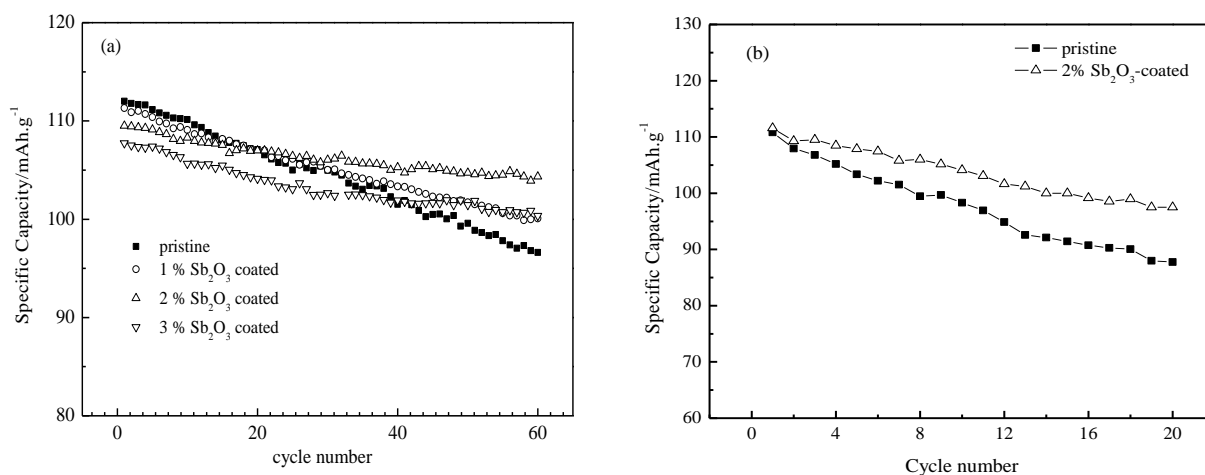 (a)
120
110
100
90
80
Specific Capacity/mAh.g⁻¹
pristine
1 % Sb₂O₃ coated
2 % Sb₂O₃ coated
3 % Sb₂O₃ coated
0 20 40 60
cycle number
(b)
130
120
110
100
90
80
70
60
Specific Capacity/mAh.g⁻¹
pristine
2% Sb₂O₃-coated
0 4 8 12 16 20
Cycle number